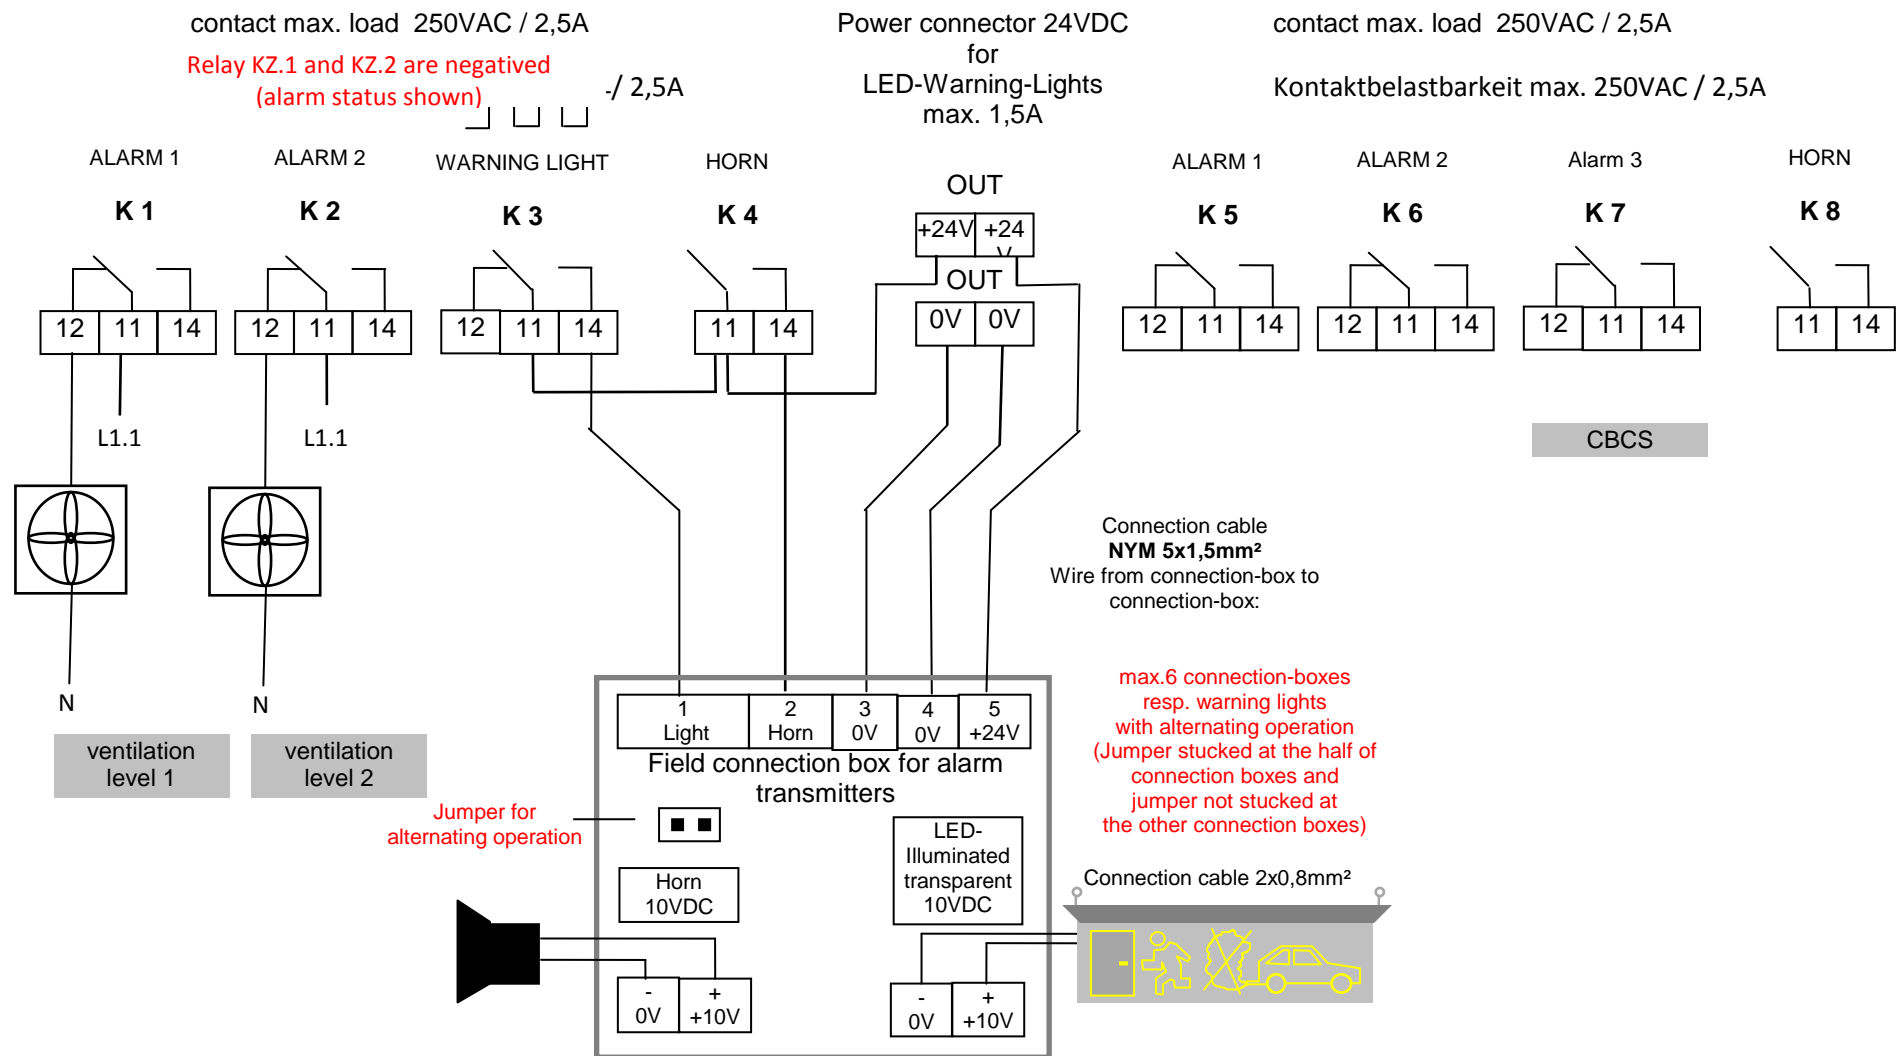 contact max. load 250VAC / 2,5A
Relay KZ.1 and KZ.2 are negatived
(alarm status shown)
/ 2,5A
Power connector 24VDC
for
LED-Warning-Lights
max. 1,5A
contact max. load 250VAC / 2,5A
Kontaktbelastbarkeit max. 250VAC / 2,5A
ALARM 1
ALARM 2
WARNING LIGHT
HORN
ALARM 1
ALARM 2
Alarm 3
HORN
K 1
K 2
K 3
K 4
K 5
K 6
K 7
K 8
OUT
+24V +24
V
OUT
0V 0V
12 11 14
12 11 14
12 11 14
11 14
12 11 14
12 11 14
12 11 14
11 14
L1.1
L1.1
CBCS
N
N
ventilation
level 1
ventilation
level 2
Connection cable
NYM 5x1,5mm²
Wire from connection-box to
connection-box:
max.6 connection-boxes
resp. warning lights
with alternating operation
(Jumper stucked at the half of
connection boxes and
jumper not stucked at
the other connection boxes)
1
Light
2
Horn
3
0V
4
0V
5
+24V
Field connection box for alarm
transmitters
Jumper for
alternating operation
Horn
10VDC
LED-
Illuminated
transparent
10VDC
Connection cable 2x0,8mm²
-
0V
+
+10V
-
0V
+
+10V